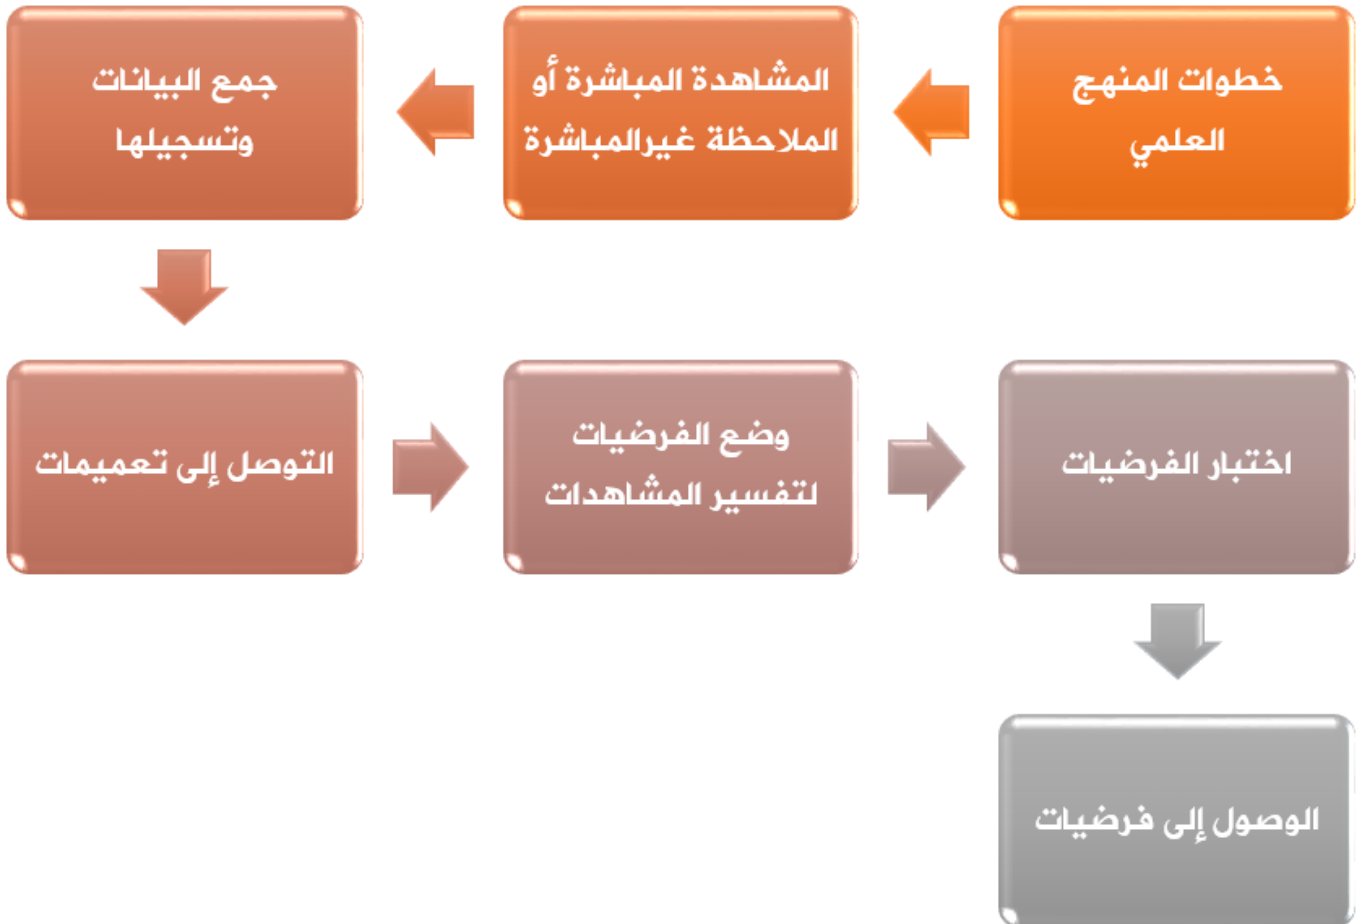 خطوات المنهج
العلمي
المشاهدة المباشرة أو
الملاحظة غيرالمباشرة
جمع البيانات
وتسجيلها
التوصل إلى تعميمات
وضع الفرضيات
لتفسير المشاهدات
اختبار الفرضيات
الوصول إلى فرضيات